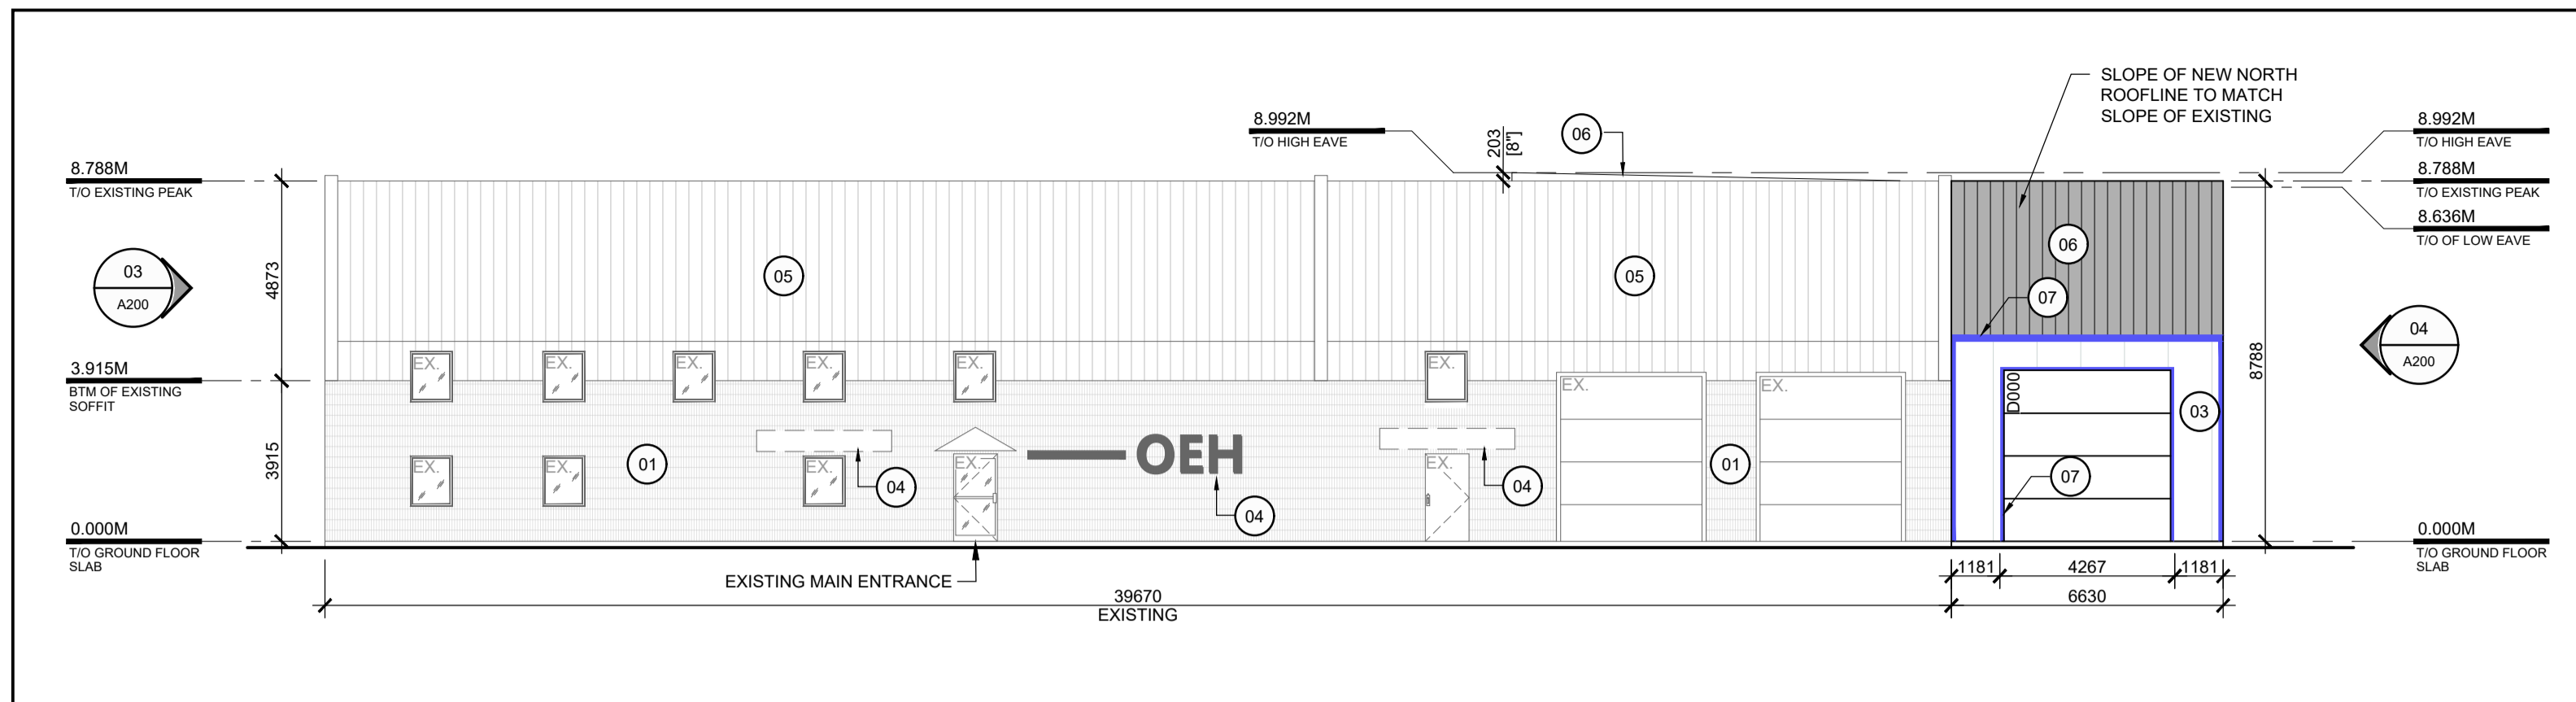 SLOPE OF NEW NORTH
ROOFLINE TO MATCH
SLOPE OF EXISTING
8.992M
T/O HIGH EAVE
203
[8"]
06
8.992M
T/O HIGH EAVE
8.788M
T/O EXISTING PEAK
8.788M
T/O EXISTING PEAK
8.636M
T/O OF LOW EAVE
03
A200
4873
05
05
06
07
04
A200
8788
3.915M
BTM OF EXISTING
SOFFIT
EX.
EX.
EX.
EX.
EX.
EX.
EX.
EX.
D000
03
3915
EX.
EX.
01
EX.
04
EX.
OEH
04
EX.
04
01
07
0.000M
T/O GROUND FLOOR
SLAB
0.000M
T/O GROUND FLOOR
SLAB
EXISTING MAIN ENTRANCE
1181
4267
1181
39670
EXISTING
6630